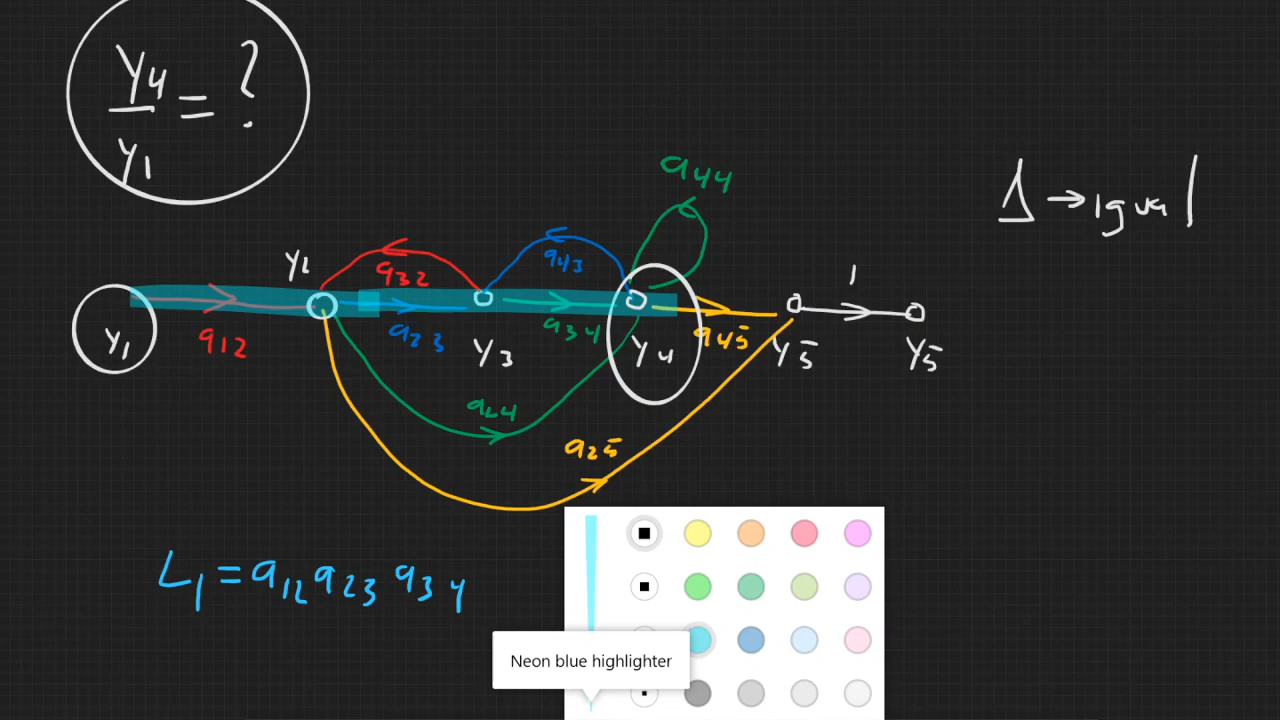 y4
— = ?
y1
a44
Δ → igual
y2
a32
a43
y1
a12
a23
y3
a34
y4
a45
y5
1
y5
a24
a25
L1 = a12 a23 a34
Neon blue highlighter